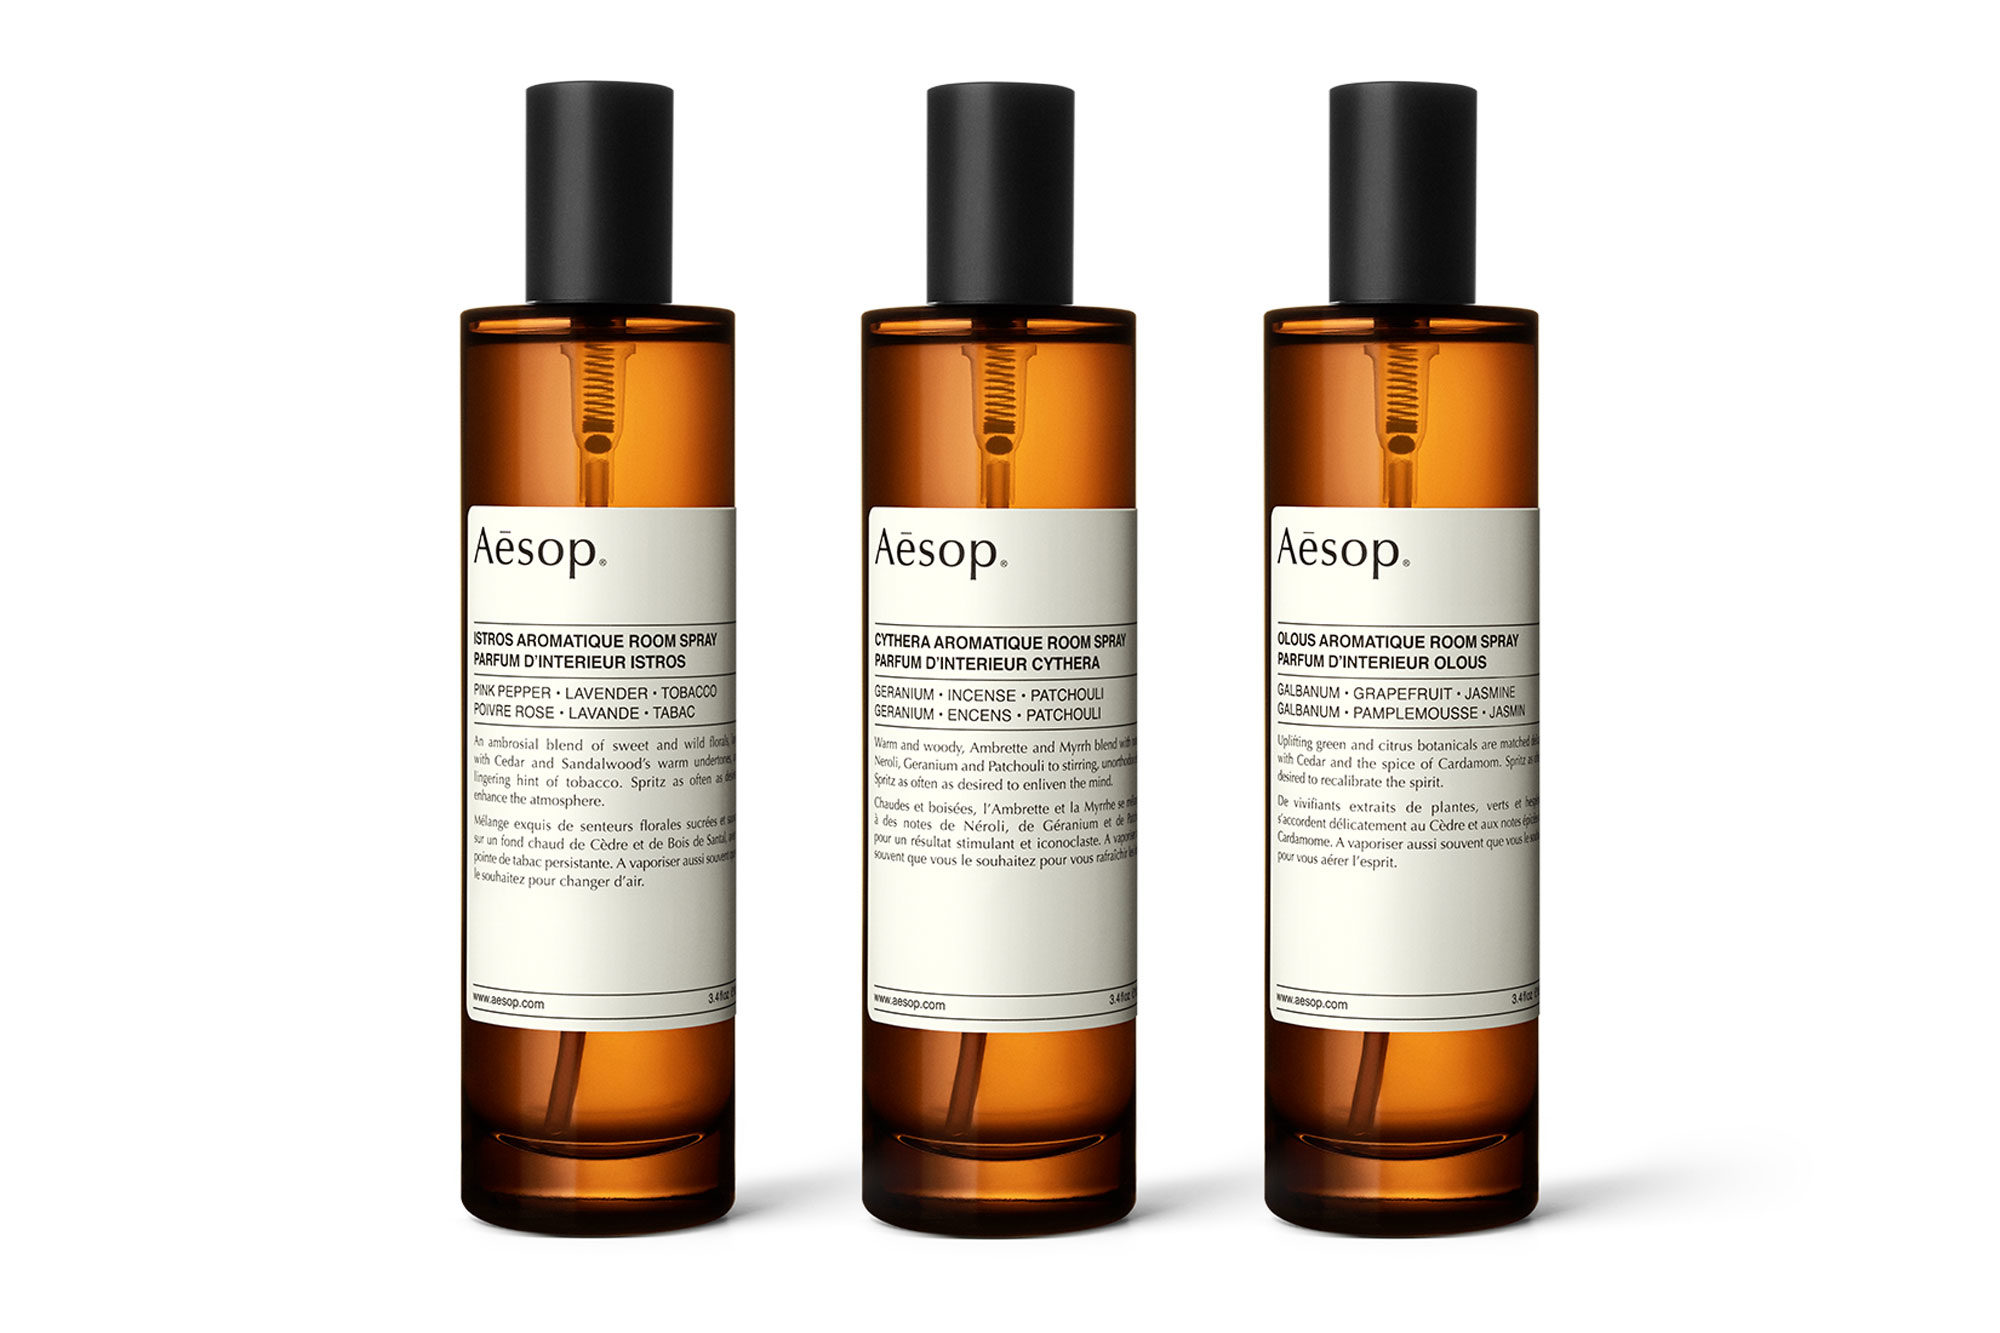 Aēsop®
ISTROS AROMATIQUE ROOM SPRAY
PARFUM D'INTERIEUR ISTROS
PINK PEPPER • LAVENDER • TOBACCO
POIVRE ROSE • LAVANDE • TABAC
An ambrosial blend of sweet and wild florals,
with Cedar and Sandalwood's warm undertones,
lingering hint of tobacco. Spritz as often as
enhance the atmosphere.
Mélange exquis de senteurs florales sucrées et
sur un fond chaud de Cèdre et de Bois de Santal,
pointe de tabac persistante. A vaporiser aussi souvent
le souhaitez pour changer d'air.
www.aesop.com 3.4 fl oz
Aēsop®
CYTHERA AROMATIQUE ROOM SPRAY
PARFUM D'INTERIEUR CYTHERA
GERANIUM • INCENSE • PATCHOULI
GERANIUM • ENCENS • PATCHOULI
Warm and woody, Ambrette and Myrrh blend with
Neroli, Geranium and Patchouli to stirring,
Spritz as often as desired to enliven the mind.
Chaudes et boisées, l'Ambrette et la Myrrhe se
à des notes de Néroli, de Géranium et de
pour un résultat stimulant et iconoclaste. A vaporiser
souvent que vous le souhaitez pour vous rafraîchir
www.aesop.com 3.4 fl oz
Aēsop®
OLOUS AROMATIQUE ROOM SPRAY
PARFUM D'INTERIEUR OLOUS
GALBANUM • GRAPEFRUIT • JASMINE
GALBANUM • PAMPLEMOUSSE • JASMIN
Uplifting green and citrus botanicals are matched
with Cedar and the spice of Cardamom. Spritz as
desired to recalibrate the spirit.
De vivifiants extraits de plantes, verts et
s'accordent délicatement au Cèdre et aux notes
Cardamome. A vaporiser aussi souvent que vous le
pour vous aérer l'esprit.
www.aesop.com 3.4 fl oz